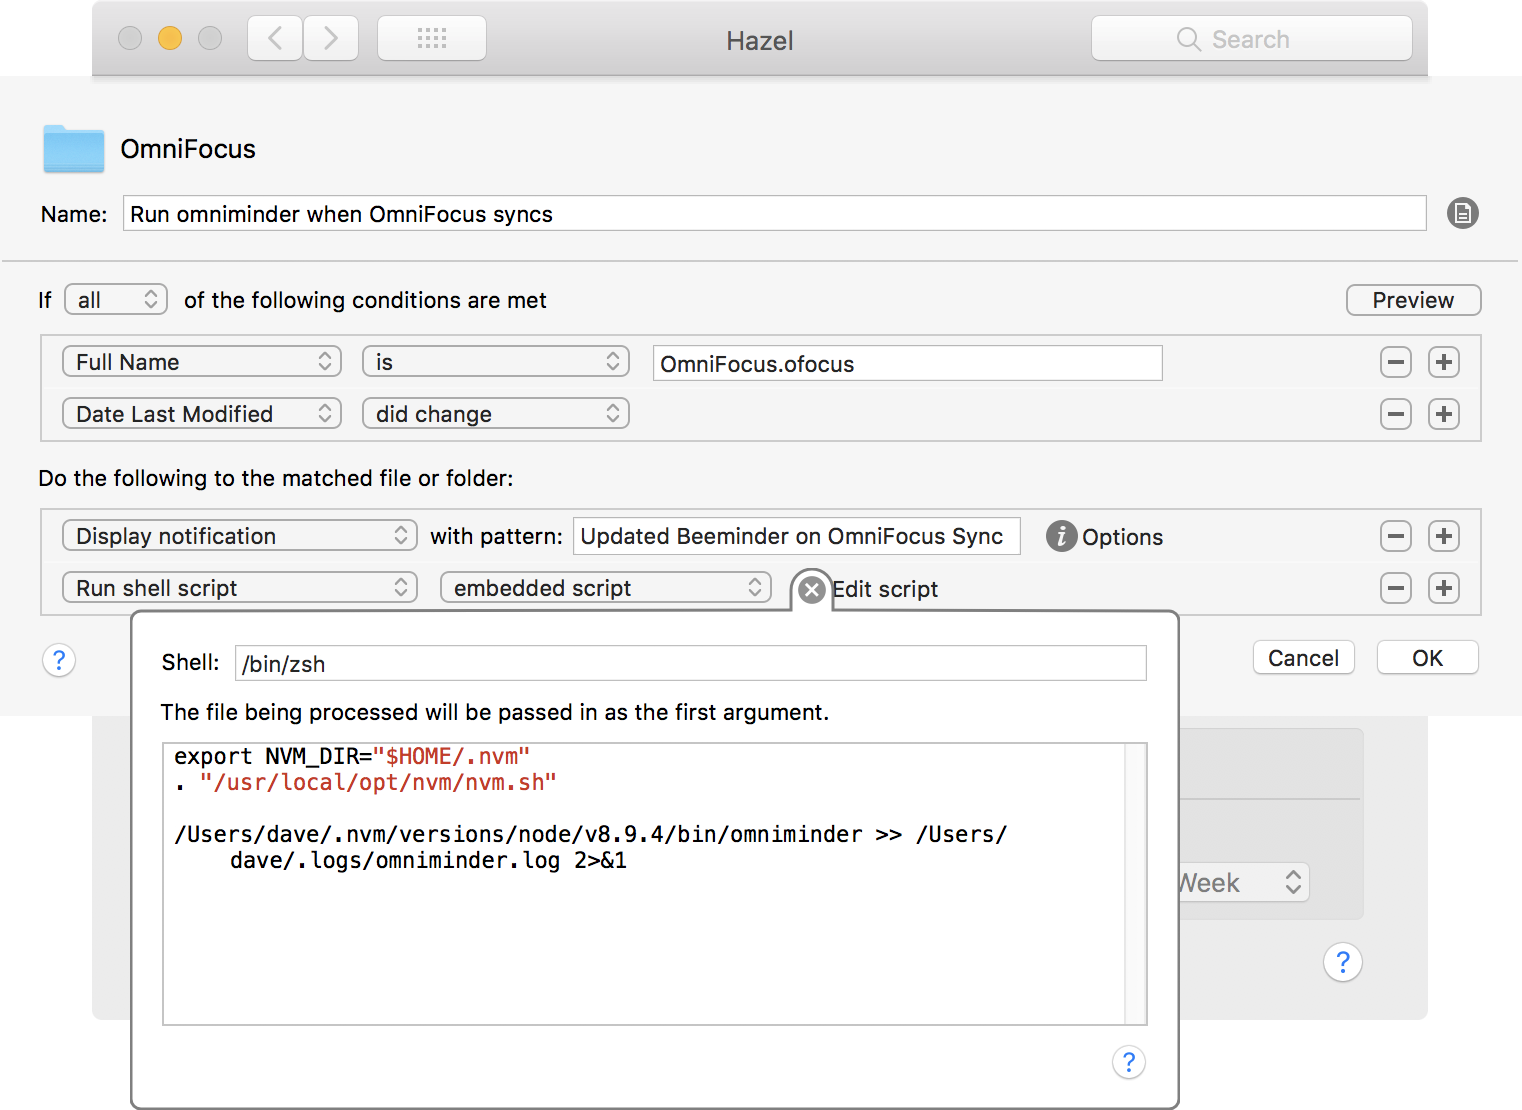 Hazel
Search
OmniFocus
Name: Run omniminder when OmniFocus syncs
If all of the following conditions are met Preview
Full Name is OmniFocus.ofocus
Date Last Modified did change
Do the following to the matched file or folder:
Display notification with pattern: Updated Beeminder on OmniFocus Sync i Options
Run shell script embedded script Edit script
? Cancel OK
Shell: /bin/zsh
The file being processed will be passed in as the first argument.
export NVM_DIR="$HOME/.nvm"
. "/usr/local/opt/nvm/nvm.sh"
/Users/dave/.nvm/versions/node/v8.9.4/bin/omniminder >> /Users/
dave/.logs/omniminder.log 2>&1
Week
?
?